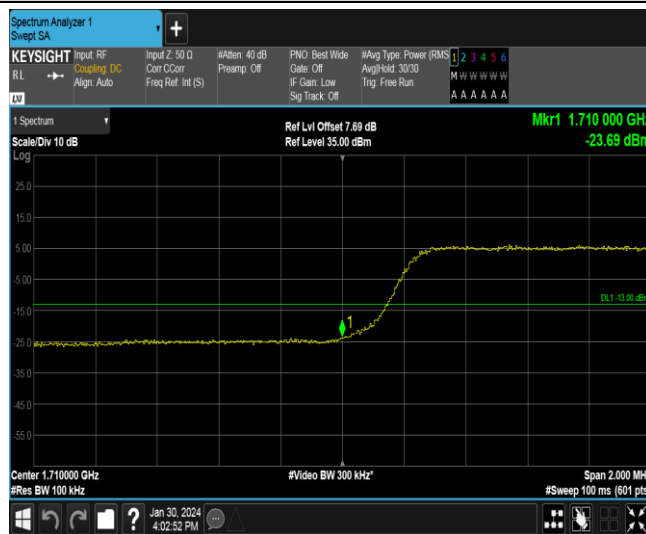 Spectrum Analyzer 1
Swept SA
+
KEYSIGHT
RL
LXI
Input: RF
Coupling: DC
Align: Auto
Input Z: 50 Ω
Corr CCorr
Freq Ref: Int (S)
#Atten: 40 dB
Preamp: Off
PNO: Best Wide
Gate: Off
IF Gain: Low
Sig Track: Off
#Avg Type: Power (RMS
Avg|Hold: 30/30
Trig: Free Run
1 2 3 4 5 6
M W W W W W
A A A A A A
1 Spectrum
Scale/Div 10 dB
Log
Ref Lvl Offset 7.69 dB
Ref Level 35.00 dBm
Mkr1 1.710 000 GHz
-23.69 dBm
25.0
15.0
5.00
-5.00
DL1 -13.00 dBm
-15.0
1
-25.0
-35.0
-45.0
-55.0
Center 1.710000 GHz
#Res BW 100 kHz
#Video BW 300 kHz*
Span 2.000 MH
#Sweep 100 ms (601 pts
?
Jan 30, 2024
4:02:52 PM